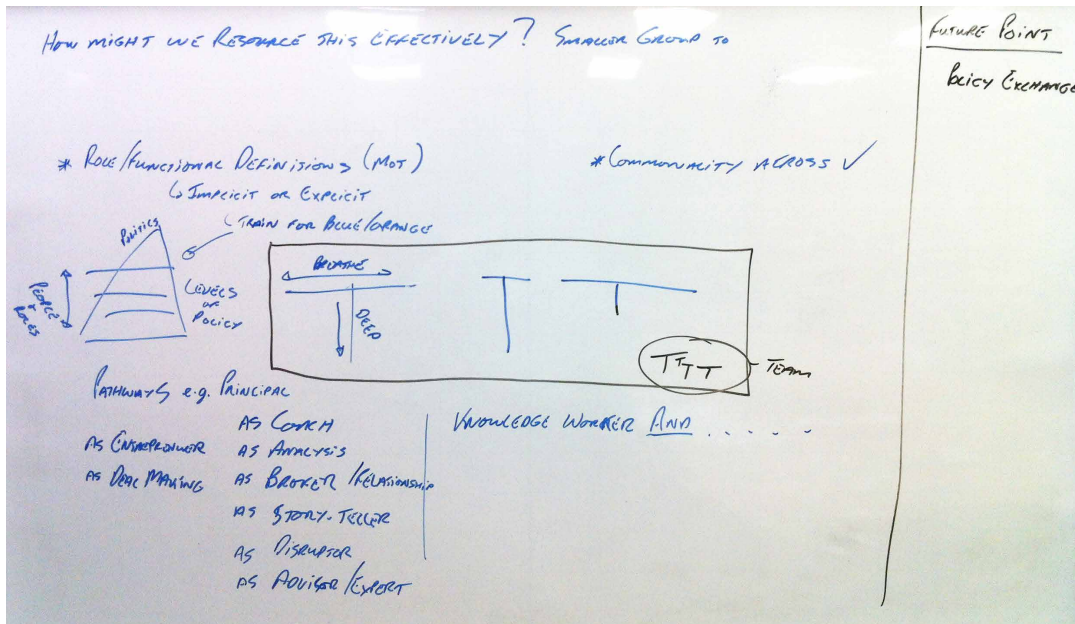 HOW MIGHT WE RESOURCE THIS EFFECTIVELY? SMALLER GROUP TO
FUTURE POINT
POLICY EXCHANGE
* ROLE/FUNCTIONAL DEFINITIONS (MOT)
↳ IMPLICIT OR EXPLICIT
* COMMONALITY ACROSS ✓
TRAIN FOR BLUE/ORANGE
POLITICS
PEOPLE
+
ROLES
LEVELS
OF
POLICY
BREATHE
DEEP
T T T T
TEAM
PATHWAYS e.g. PRINCIPAL
AS COACH
AS ENTREPRENUER
AS ANALYSIS
AS DEAL MAKING
AS BROKER/RELATIONSHIP
AS STORY-TELLER
AS DISRUPTOR
AS ADVISOR/EXPERT
KNOWLEDGE WORKER AND . . . . . .